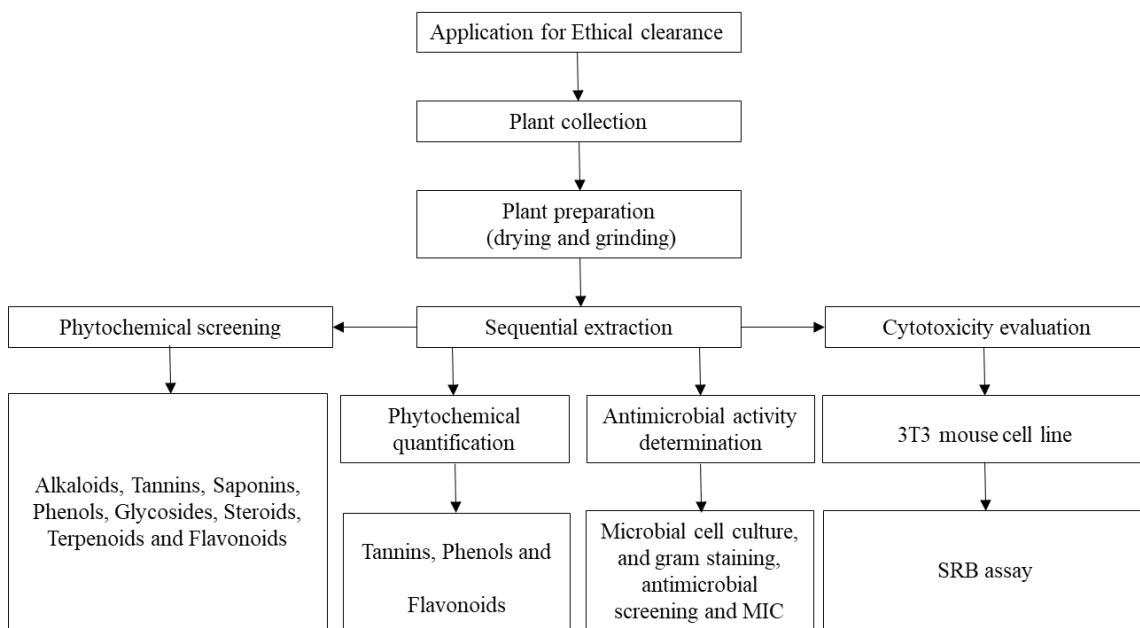 Application for Ethical clearance
Plant collection
Plant preparation
(drying and grinding)
Phytochemical screening
Sequential extraction
Cytotoxicity evaluation
Alkaloids, Tannins, Saponins,
Phenols, Glycosides, Steroids,
Terpenoids and Flavonoids
Phytochemical
quantification
Antimicrobial activity
determination
3T3 mouse cell line
Tannins, Phenols and
Flavonoids
Microbial cell culture,
and gram staining,
antimicrobial
screening and MIC
SRB assay